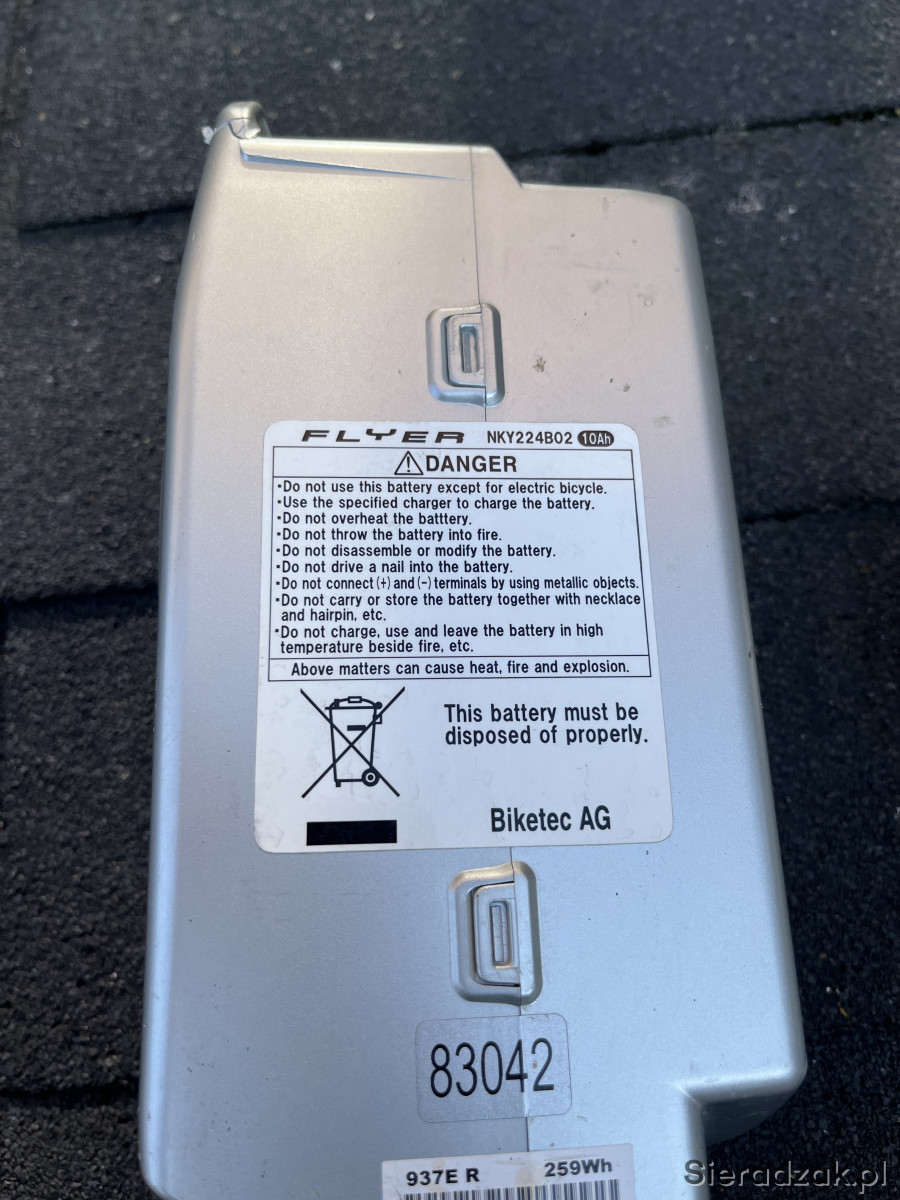 FLYER NKY224B02 10Ah
DANGER
・Do not use this battery except for electric bicycle.
・Use the specified charger to charge the battery.
・Do not overheat the batttery.
・Do not throw the battery into fire.
・Do not disassemble or modify the battery.
・Do not drive a nail into the battery.
・Do not connect (+) and (-) terminals by using metallic objects.
・Do not carry or store the battery together with necklace
and hairpin, etc.
・Do not charge, use and leave the battery in high
temperature beside fire, etc.
Above matters can cause heat, fire and explosion.
This battery must be
disposed of properly.
Biketec AG
83042
937E R 259Wh
Sieradzak.pl